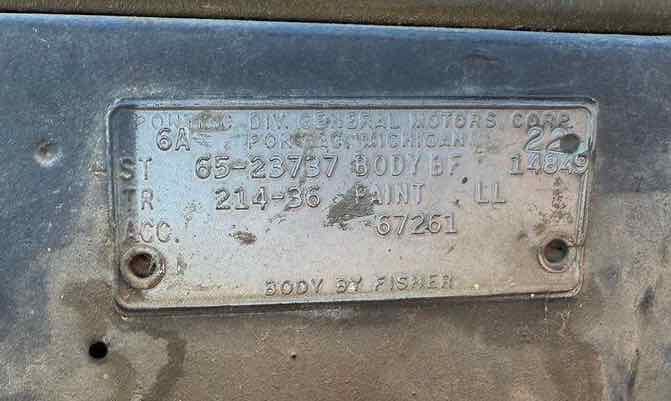 PONTIAC DIV. GENERAL MOTORS CORP.
6A PONTIAC, MICHIGAN 22
ST 65-23737 BODY BF 14849
TR 214-36 PAINT LL
ACC. 67261
BODY BY FISHER